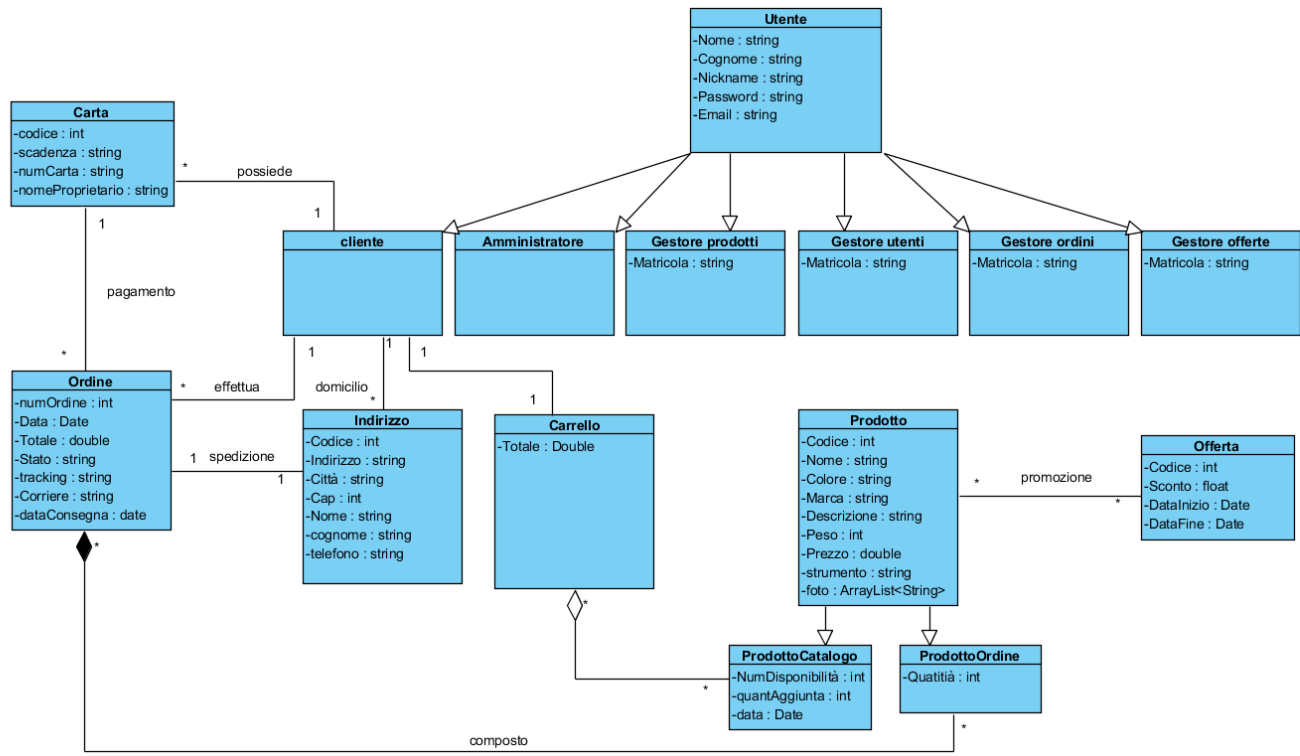 Utente
-Nome : string
-Cognome : string
-Nickname : string
-Password : string
-Email : string
Carta
-codice : int
-scadenza : string
-numCarta : string
-nomeProprietario : string
*
possiede
1
1
pagamento
*
cliente
Amministratore
Gestore prodotti
-Matricola : string
Gestore utenti
-Matricola : string
Gestore ordini
-Matricola : string
Gestore offerte
-Matricola : string
1
1
1
effettua
*
domicilio
*
1
Ordine
-numOrdine : int
-Data : Date
-Totale : double
-Stato : string
-tracking : string
-Corriere : string
-dataConsegna : date
1
spedizione
1
Indirizzo
-Codice : int
-Indirizzo : string
-Città : string
-Cap : int
-Nome : string
-cognome : string
-telefono : string
Carrello
-Totale : Double
Prodotto
-Codice : int
-Nome : string
-Colore : string
-Marca : string
-Descrizione : string
-Peso : int
-Prezzo : double
-strumento : string
-foto : ArrayList<String>
*
promozione
*
Offerta
-Codice : int
-Sconto : float
-DataInizio : Date
-DataFine : Date
*
*
*
ProdottoCatalogo
-NumDisponibilità : int
-quantAggiunta : int
-data : Date
ProdottoOrdine
-Quatitià : int
*
composto